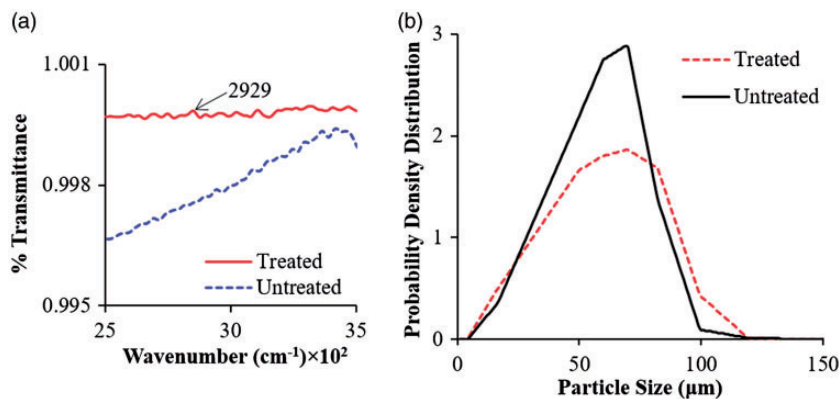 (a)
% Transmittance
1.001
0.998
0.995
2929
Treated
Untreated
25
30
35
Wavenumber (cm⁻¹)×10²
(b)
Probability Density Distribution
3
2
1
0
Treated
Untreated
0
50
100
150
Particle Size (µm)